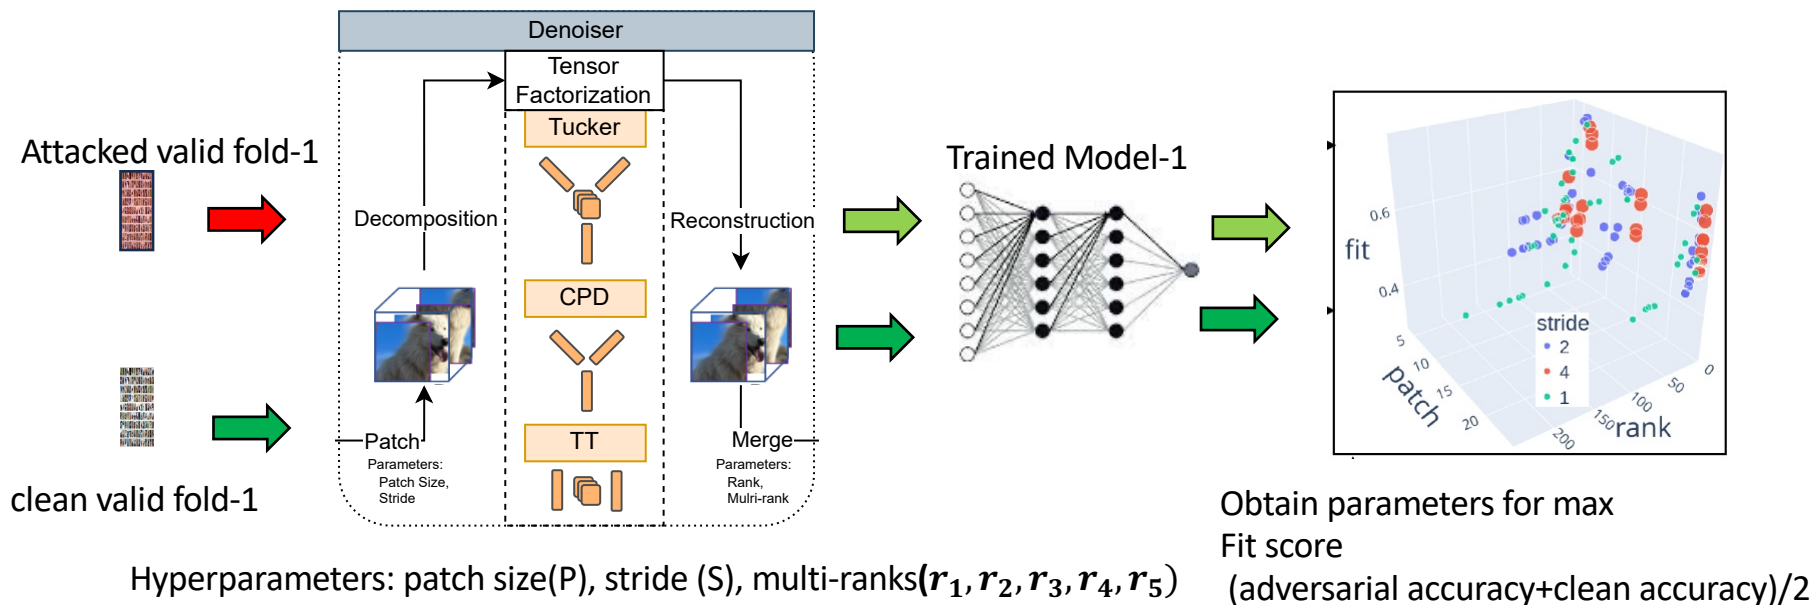 Denoiser
Tensor
Factorization
Tucker
Attacked valid fold-1
Decomposition
Reconstruction
CPD
TT
Patch
Parameters:
Patch Size,
Stride
Merge
Parameters:
Rank,
Mulri-rank
clean valid fold-1
Trained Model-1
fit
0.6
0.4
5
10
15
20
patch
stride
2
4
1
0
50
100
150
200
rank
Obtain parameters for max
Fit score
(adversarial accuracy+clean accuracy)/2
Hyperparameters: patch size(P), stride (S), multi-ranks(r₁, r₂, r₃, r₄, r₅)